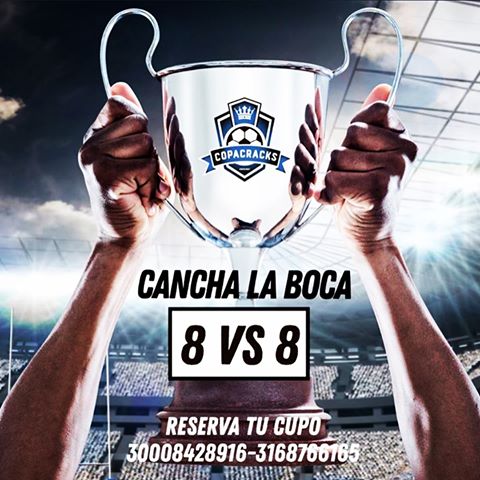 COPACRACKS
CANCHA LA BOCA
8 VS 8
RESERVA TU CUPO
30008428916-3168766165